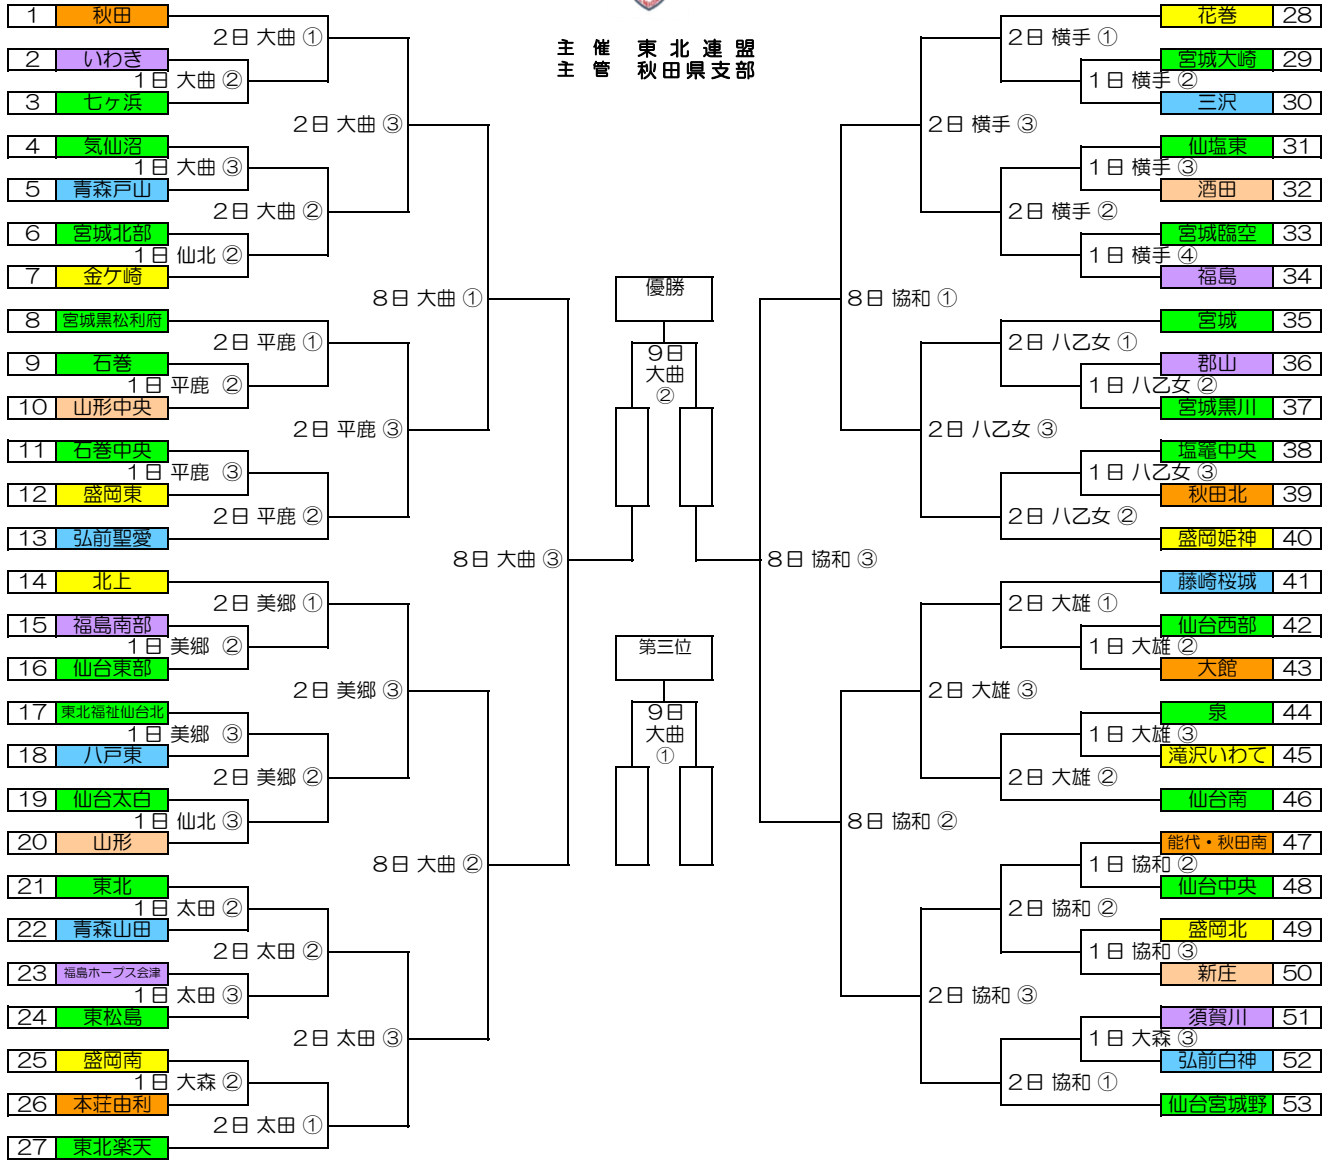 主 催 東 北 連 盟
主 管 秋田県支部
1 秋田
2日 大曲 ①
2 いわき
1日 大曲 ②
3 七ヶ浜
2日 大曲 ③
4 気仙沼
1日 大曲 ③
5 青森戸山
2日 大曲 ②
6 宮城北部
1日 仙北 ②
7 金ケ崎
8日 大曲 ①
8 宮城黒松利府
2日 平鹿 ①
9 石巻
1日 平鹿 ②
10 山形中央
2日 平鹿 ③
11 石巻中央
1日 平鹿 ③
12 盛岡東
2日 平鹿 ②
13 弘前聖愛
8日 大曲 ③
14 北上
2日 美郷 ①
15 福島南部
1日 美郷 ②
16 仙台東部
2日 美郷 ③
17 東北福祉仙台北
1日 美郷 ③
18 八戸東
2日 美郷 ②
19 仙台太白
1日 仙北 ③
20 山形
8日 大曲 ②
21 東北
1日 太田 ②
22 青森山田
2日 太田 ②
23 福島ホープス会津
1日 太田 ③
24 東松島
2日 太田 ③
25 盛岡南
1日 大森 ②
26 本荘由利
2日 太田 ①
27 東北楽天
優勝
9日
大曲
②
第三位
9日
大曲
①
花巻 28
2日 横手 ①
宮城大崎 29
1日 横手 ②
三沢 30
2日 横手 ③
仙塩東 31
1日 横手 ③
酒田 32
2日 横手 ②
宮城臨空 33
1日 横手 ④
福島 34
8日 協和 ①
宮城 35
2日 八乙女 ①
郡山 36
1日 八乙女 ②
宮城黒川 37
2日 八乙女 ③
塩竈中央 38
1日 八乙女 ③
秋田北 39
2日 八乙女 ②
盛岡姫神 40
8日 協和 ③
藤崎桜城 41
2日 大雄 ①
仙台西部 42
1日 大雄 ②
大館 43
2日 大雄 ③
泉 44
1日 大雄 ③
滝沢いわて 45
2日 大雄 ②
仙台南 46
8日 協和 ②
能代・秋田南 47
1日 協和 ②
仙台中央 48
2日 協和 ②
盛岡北 49
1日 協和 ③
新庄 50
2日 協和 ③
須賀川 51
1日 大森 ③
弘前白神 52
2日 協和 ①
仙台宮城野 53